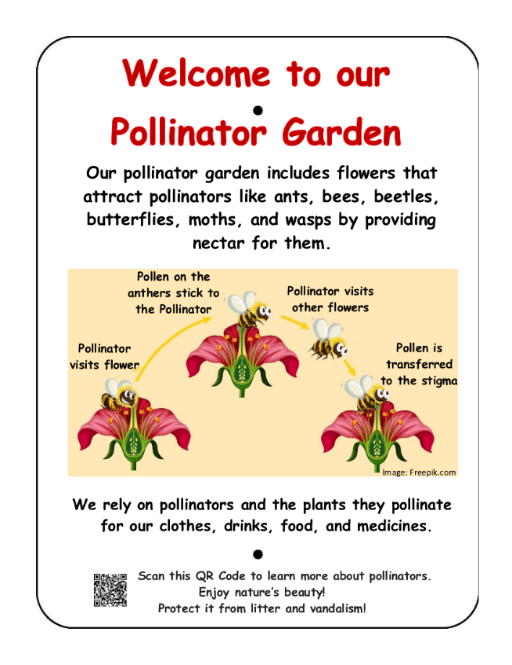 Welcome to our
Pollinator Garden
Our pollinator garden includes flowers that
attract pollinators like ants, bees, beetles,
butterflies, moths, and wasps by providing
nectar for them.
Pollen on the
anthers stick to
the Pollinator
Pollinator visits
other flowers
Pollinator
visits flower
Pollen is
transferred
to the stigma
Image: Freepik.com
We rely on pollinators and the plants they pollinate
for our clothes, drinks, food, and medicines.
Scan this QR Code to learn more about pollinators.
Enjoy nature's beauty!
Protect it from litter and vandalism!